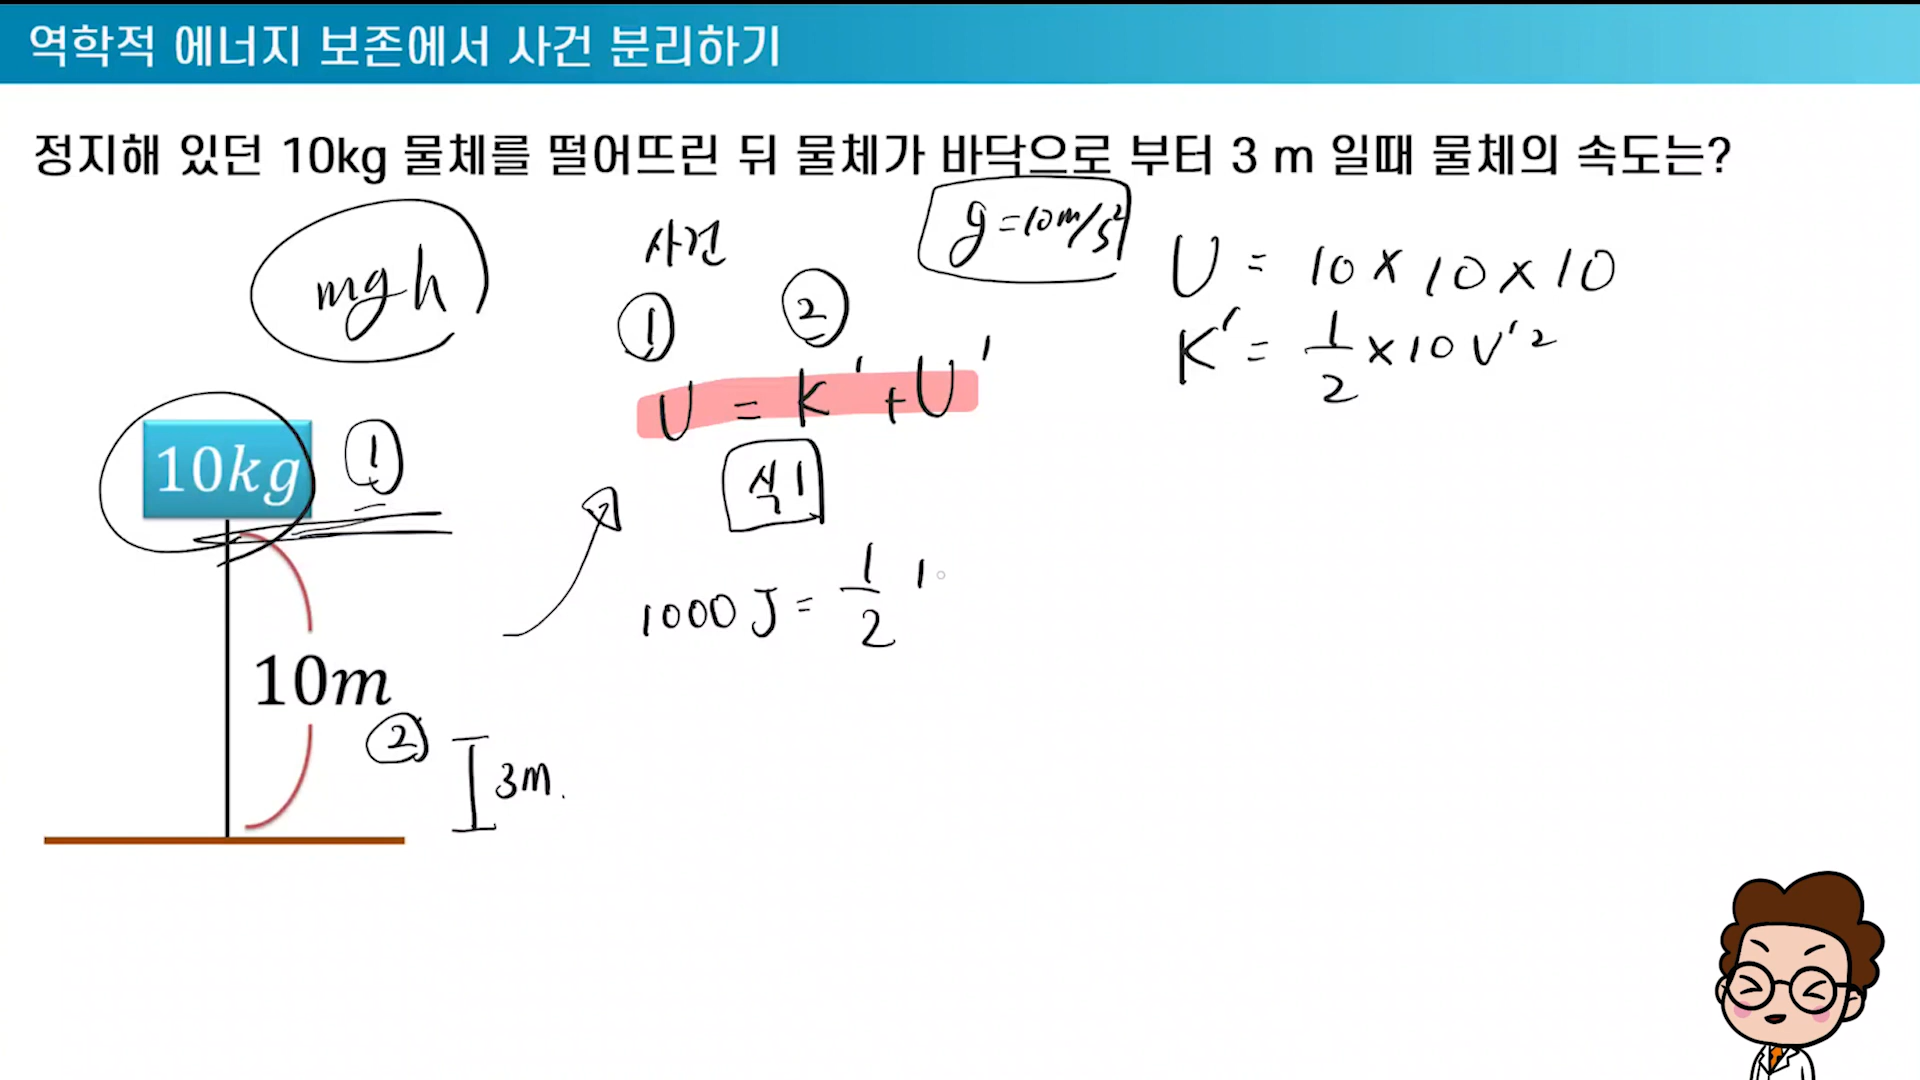 역학적 에너지 보존에서 사건 분리하기
정지해 있던 10kg 물체를 떨어뜨린 뒤 물체가 바닥으로 부터 3 m 일때 물체의 속도는?
mgh
사건
g=10m/s²
① ②
U = K' + U'
식1
1000 J = 1/2 1
U = 10 × 10 × 10
K' = 1/2 × 10 V'²
10kg
①
10m
②
3m.